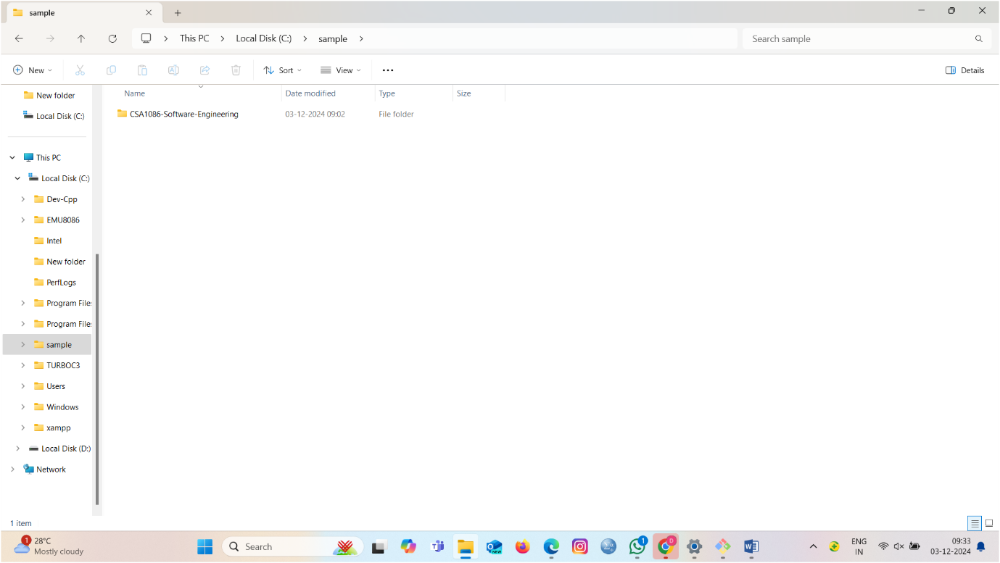 sample
This PC > Local Disk (C:) > sample >
Search sample
New
Sort
View
Details
Name Date modified Type Size
CSA1086-Software-Engineering 03-12-2024 09:02 File folder
New folder
Local Disk (C:)
This PC
Local Disk (C:)
Dev-Cpp
EMU8086
Intel
New folder
PerfLogs
Program Files
Program Files
sample
TURBOC3
Users
Windows
xampp
Local Disk (D:)
Network
1 item
1
28°C
Mostly cloudy
Search
NEW
1
0
ENG
IN
09:33
03-12-2024